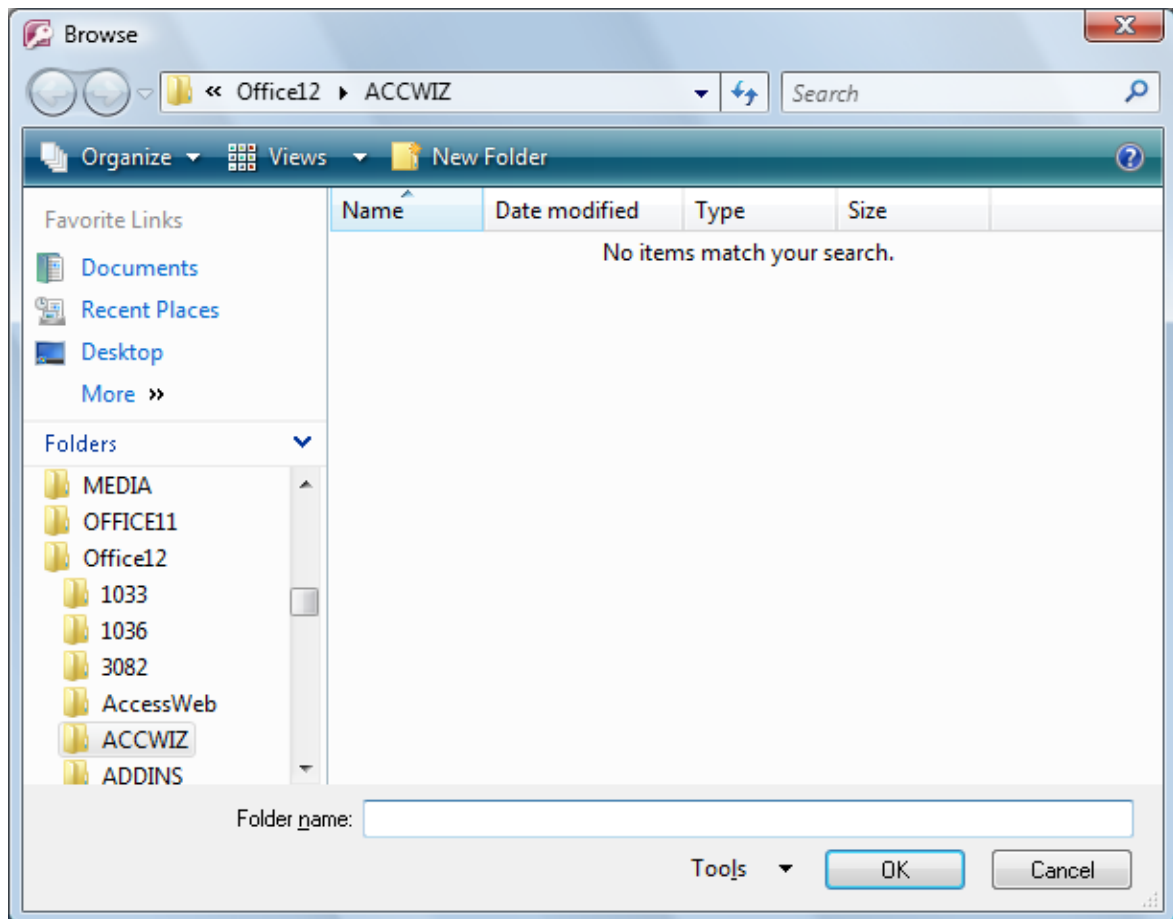 Browse
« Office12 ▸ ACCWIZ
Search
Organize Views New Folder
Favorite Links
Documents
Recent Places
Desktop
More »
Folders
MEDIA
OFFICE11
Office12
1033
1036
3082
AccessWeb
ACCWIZ
ADDINS
Name Date modified Type Size
No items match your search.
Folder name:
Tools OK Cancel